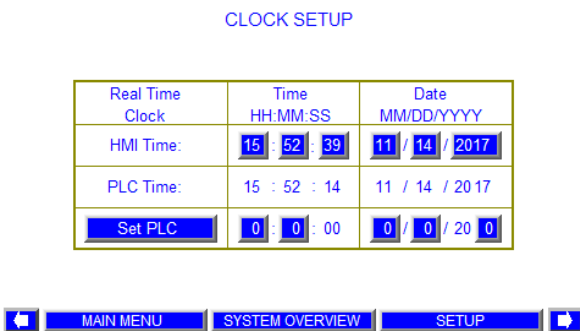 CLOCK SETUP
Real Time Clock Time HH:MM:SS Date MM/DD/YYYY
HMI Time: 15 : 52 : 39 11 / 14 / 2017
PLC Time: 15 : 52 : 14 11 / 14 / 2017
Set PLC 0 : 0 : 00 0 / 0 / 20 0
MAIN MENU SYSTEM OVERVIEW SETUP